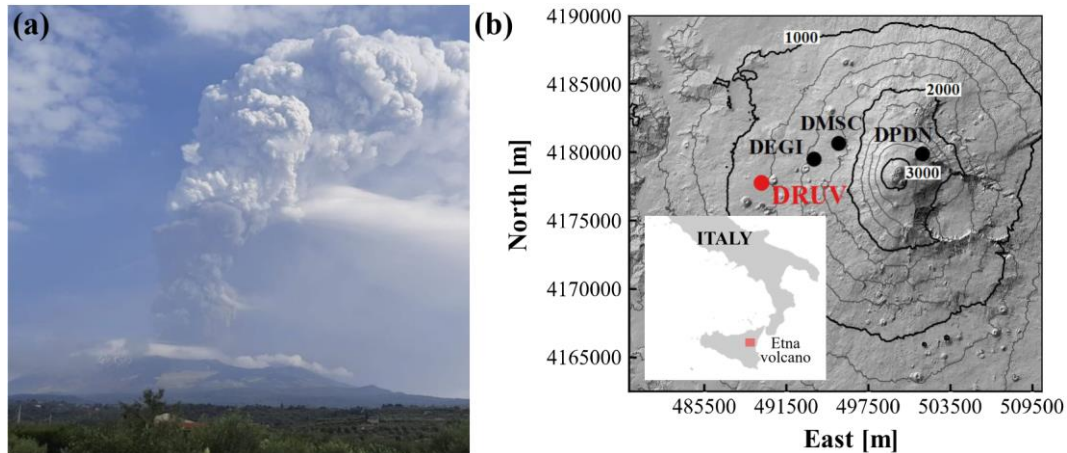 (a)
(b)
4190000
4185000
4180000
4175000
4170000
4165000
North [m]
1000
2000
DMSC
DPDN
DEGI
3000
DRUV
ITALY
Etna
volcano
485500
491500
497500
503500
509500
East [m]